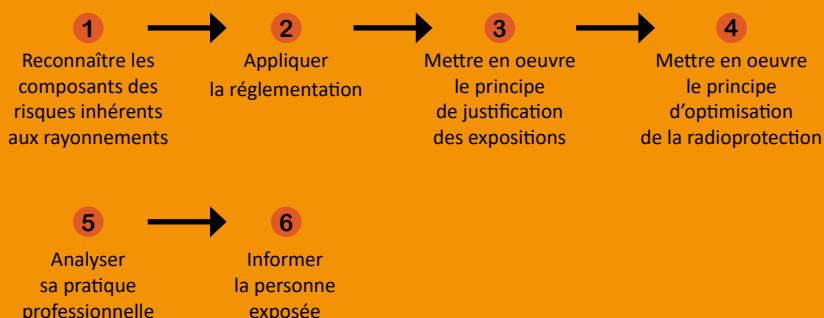 1
Reconnaître les
composants des
risques inhérents
aux rayonnements
2
Appliquer
la réglementation
3
Mettre en oeuvre
le principe
de justification
des expositions
4
Mettre en oeuvre
le principe
d'optimisation
de la radioprotection
5
Analyser
sa pratique
professionnelle
6
Informer
la personne
exposée